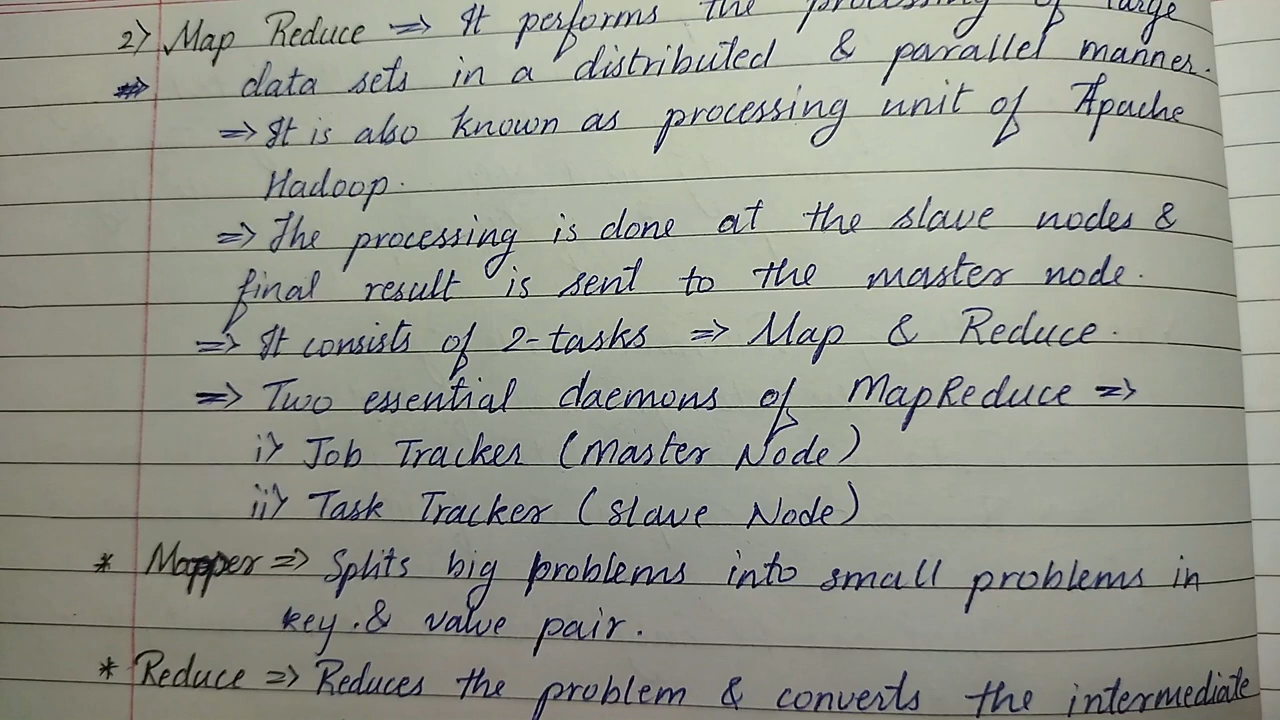 2> Map Reduce => It performs the processing of large
=> data sets in a distributed & parallel manner.
=> It is also known as processing unit of Apache
Hadoop.
=> The processing is done at the slave nodes &
final result is sent to the master node.
=> It consists of 2-tasks => Map & Reduce.
=> Two essential daemons of MapReduce =>
i> Job Tracker (Master Node)
ii> Task Tracker (Slave Node)
* Mapper => Splits big problems into small problems in
key. & value pair.
* Reduce => Reduces the problem & converts the intermediate